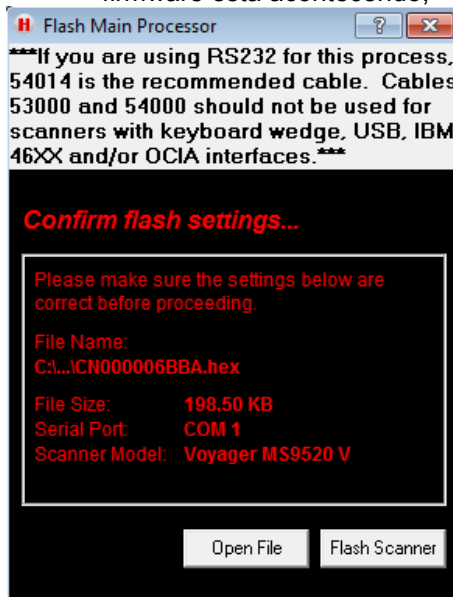 firmware está acontecendo,
Flash Main Processor
***If you are using RS232 for this process,
54014 is the recommended cable. Cables
53000 and 54000 should not be used for
scanners with keyboard wedge, USB, IBM
46XX and/or OCIA interfaces.***
Confirm flash settings...
Please make sure the settings below are
correct before proceeding.
File Name:
C:\...\CN000006BBA.hex
File Size: 198.50 KB
Serial Port: COM 1
Scanner Model: Voyager MS9520 V
Open File Flash Scanner